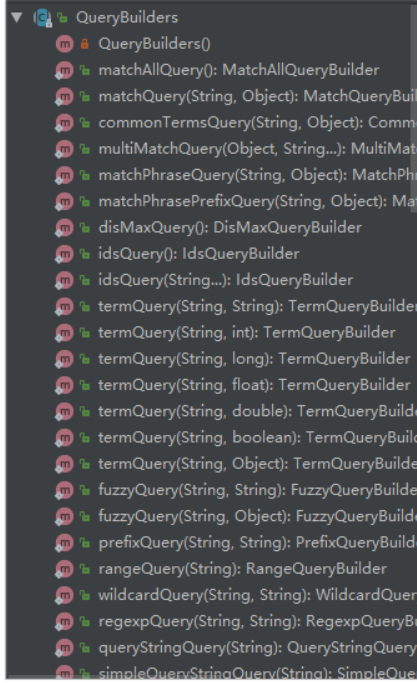 QueryBuilders
QueryBuilders()
matchAllQuery(): MatchAllQueryBuilder
matchQuery(String, Object): MatchQueryBuil
commonTermsQuery(String, Object): Comm
multiMatchQuery(Object, String...): MultiMat
matchPhraseQuery(String, Object): MatchPhr
matchPhrasePrefixQuery(String, Object): Mat
disMaxQuery(): DisMaxQueryBuilder
idsQuery(): IdsQueryBuilder
idsQuery(String...): IdsQueryBuilder
termQuery(String, String): TermQueryBuilder
termQuery(String, int): TermQueryBuilder
termQuery(String, long): TermQueryBuilder
termQuery(String, float): TermQueryBuilder
termQuery(String, double): TermQueryBuilde
termQuery(String, boolean): TermQueryBuild
termQuery(String, Object): TermQueryBuilde
fuzzyQuery(String, String): FuzzyQueryBuilde
fuzzyQuery(String, Object): FuzzyQueryBuilde
prefixQuery(String, String): PrefixQueryBuilde
rangeQuery(String): RangeQueryBuilder
wildcardQuery(String, String): WildcardQuer
regexpQuery(String, String): RegexpQueryBu
queryStringQuery(String): QueryStringQuery
simpleQueryStringQuery(String): SimpleQue